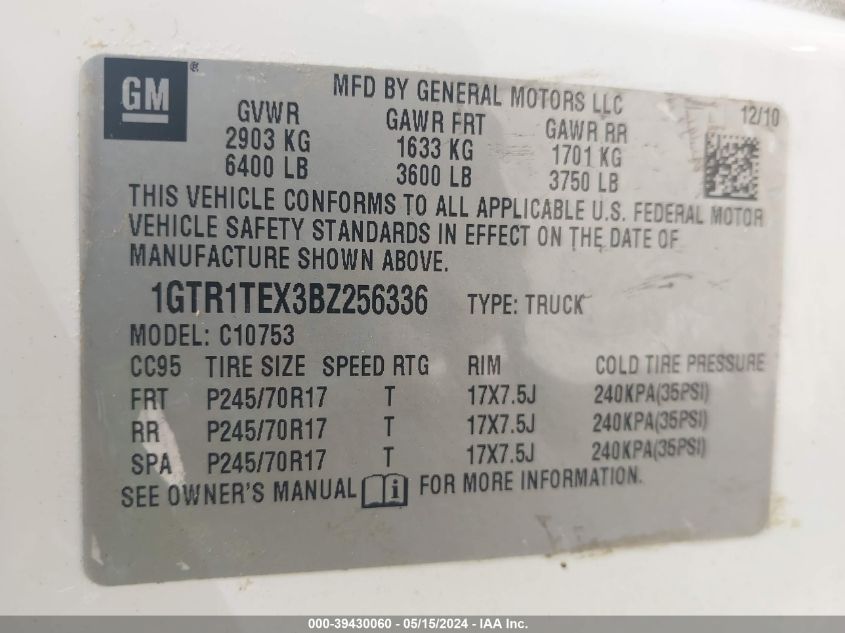 GM ®
MFD BY GENERAL MOTORS LLC
12/10
GVWR GAWR FRT GAWR RR
2903 KG 1633 KG 1701 KG
6400 LB 3600 LB 3750 LB
THIS VEHICLE CONFORMS TO ALL APPLICABLE U.S. FEDERAL MOTOR
VEHICLE SAFETY STANDARDS IN EFFECT ON THE DATE OF
MANUFACTURE SHOWN ABOVE.
1GTR1TEX3BZ256336 TYPE: TRUCK
MODEL: C10753
CC95 TIRE SIZE SPEED RTG RIM COLD TIRE PRESSURE
FRT P245/70R17 T 17X7.5J 240KPA(35PSI)
RR P245/70R17 T 17X7.5J 240KPA(35PSI)
SPA P245/70R17 T 17X7.5J 240KPA(35PSI)
SEE OWNER'S MANUAL i FOR MORE INFORMATION.
000-39430060 - 05/15/2024 - IAA Inc.